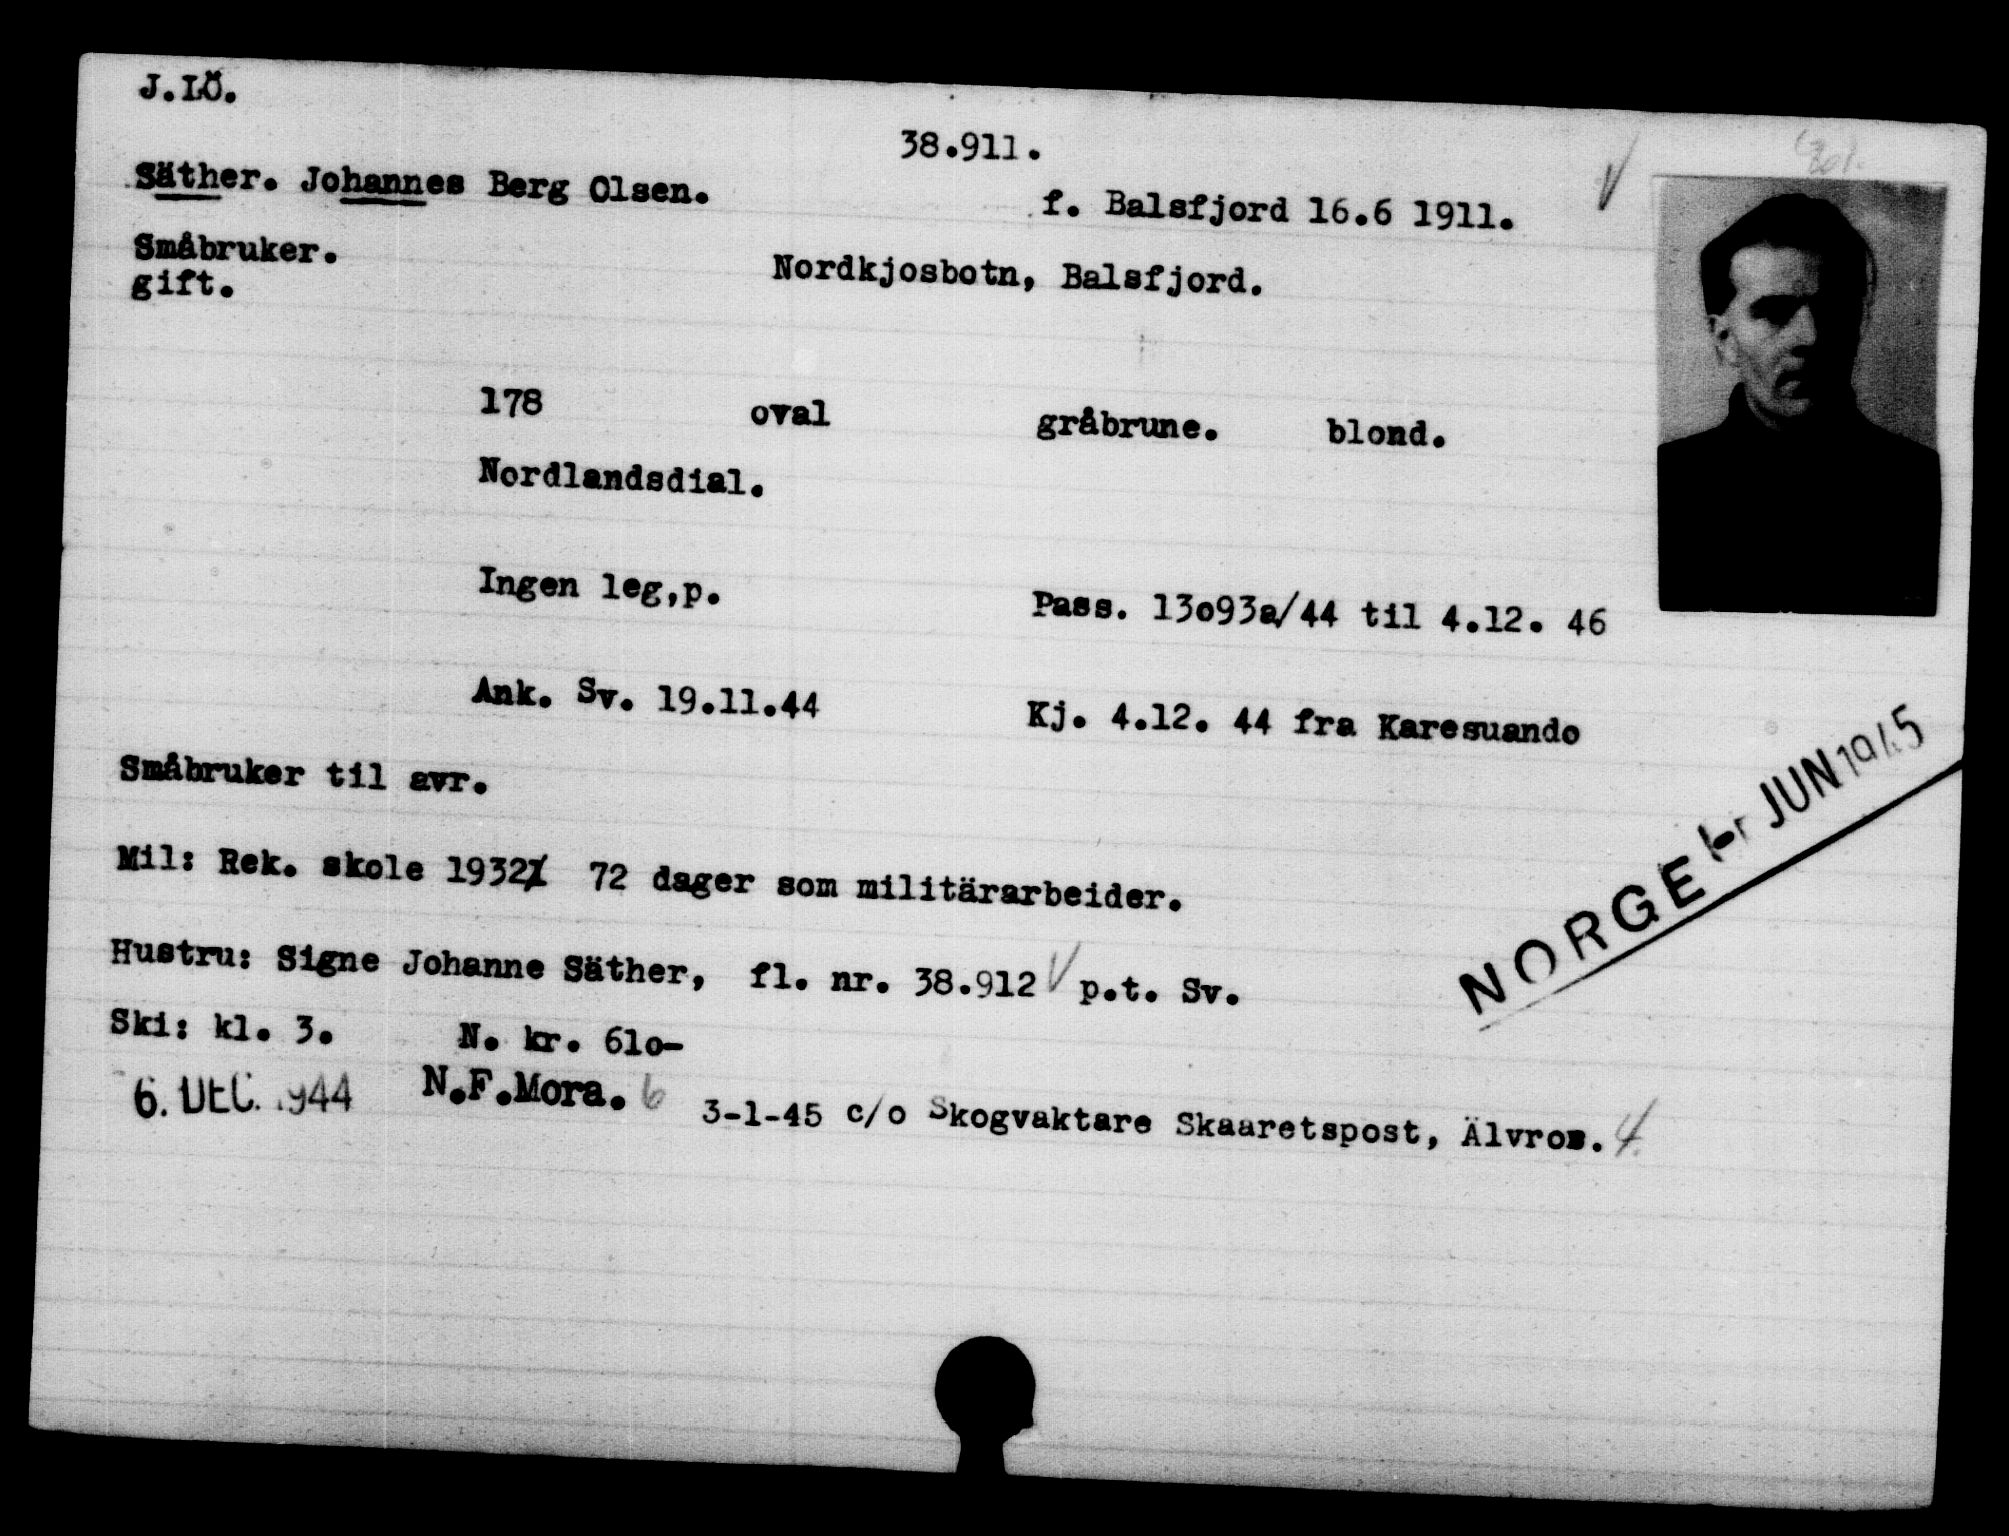 J.LÖ.
38.911.
Säther. Johannes Berg Olsen.
f. Balsfjord 16.6 1911.
Småbruker.
gift.
Nordkjosbotn, Balsfjord.
178 oval gråbrune. blond.
Nordlandsdial.
Ingen leg,p.
Pass. 13o93a/44 til 4.12. 46
Ank. Sv. 19.11.44
Kj. 4.12. 44 fra Karesuando
Småbruker til avr.
Mil: Rek. skole 1932 72 dager som militärarbeider.
Hustru: Signe Johanne Säther, fl. nr. 38.912 p.t. Sv.
Ski: kl. 3. N. kr. 61o-
6. DEC. 1944 N.F.Mora. 6 3-1-45 c/o Skogvaktare Skaaretspost, Älvros. 4
NORGE JUN 1945